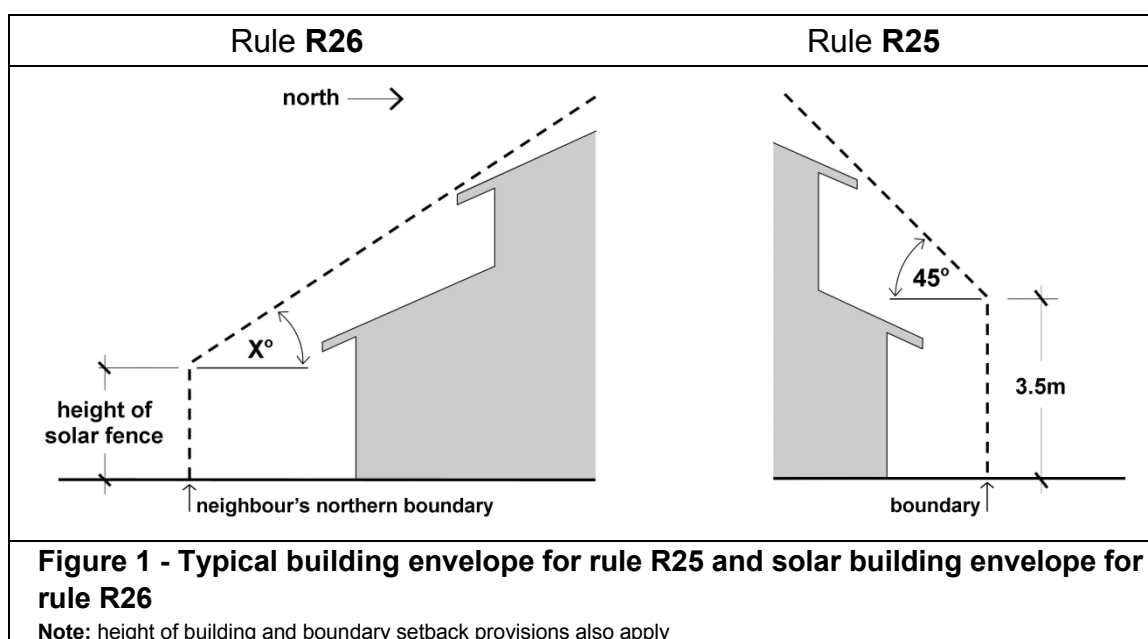 Rule R26
Rule R25
north
X°
height of
solar fence
neighbour's northern boundary
45°
3.5m
boundary
Figure 1 - Typical building envelope for rule R25 and solar building envelope for
rule R26
Note: height of building and boundary setback provisions also apply